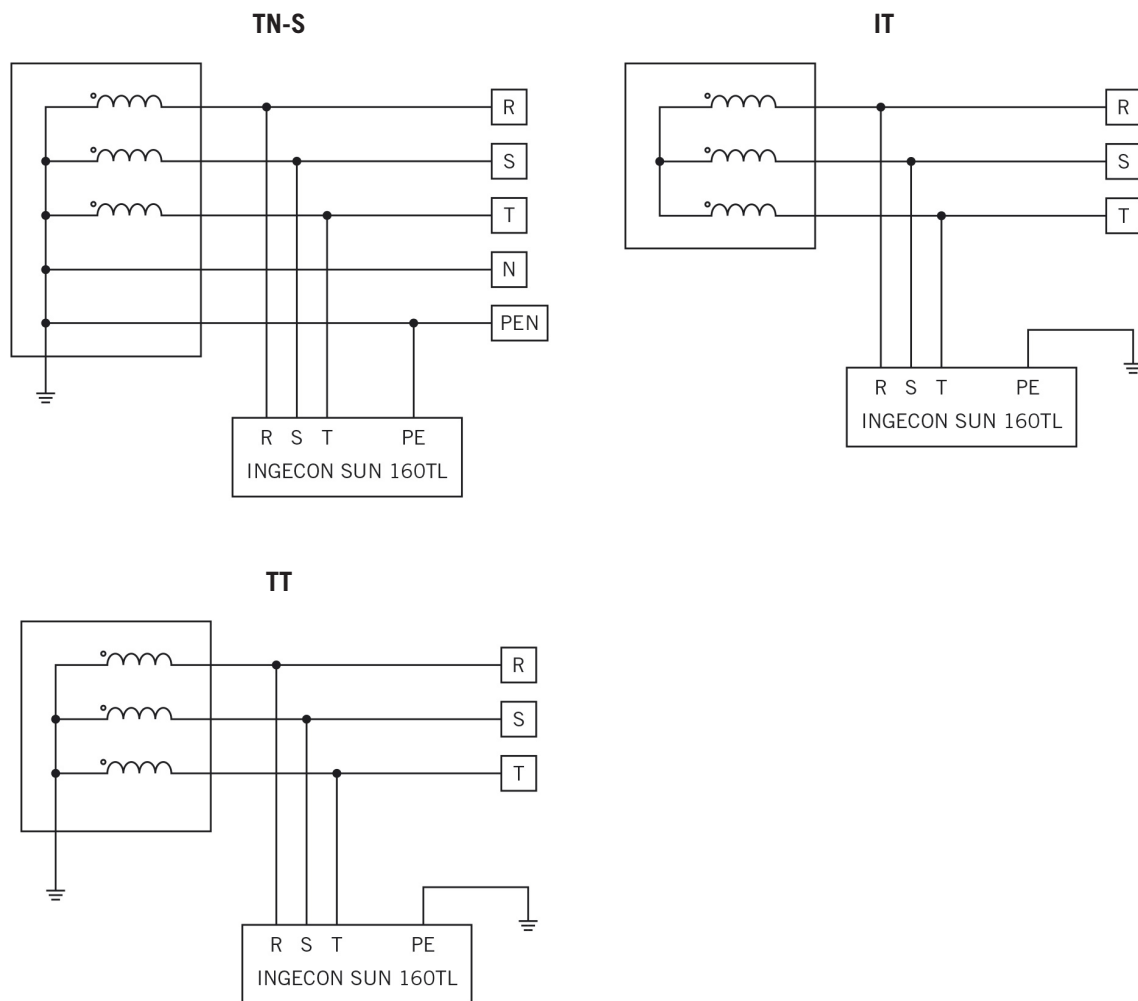 TN-S
R
S
T
N
PEN
R S T PE
INGECON SUN 160TL
IT
R
S
T
R S T PE
INGECON SUN 160TL
TT
R
S
T
R S T PE
INGECON SUN 160TL